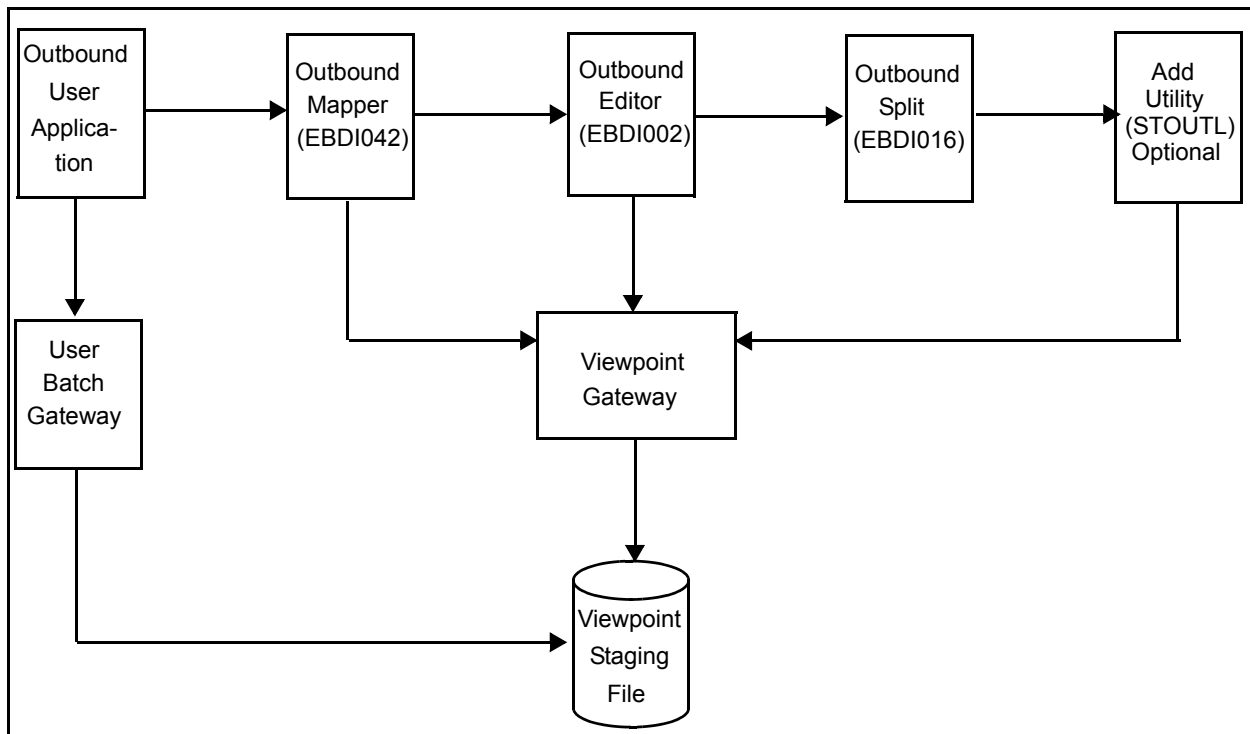 Outbound
User
Applica-
tion
Outbound
Mapper
(EBDI042)
Outbound
Editor
(EBDI002)
Outbound
Split
(EBDI016)
Add
Utility
(STOUTL)
Optional
User
Batch
Gateway
Viewpoint
Gateway
Viewpoint
Staging
File